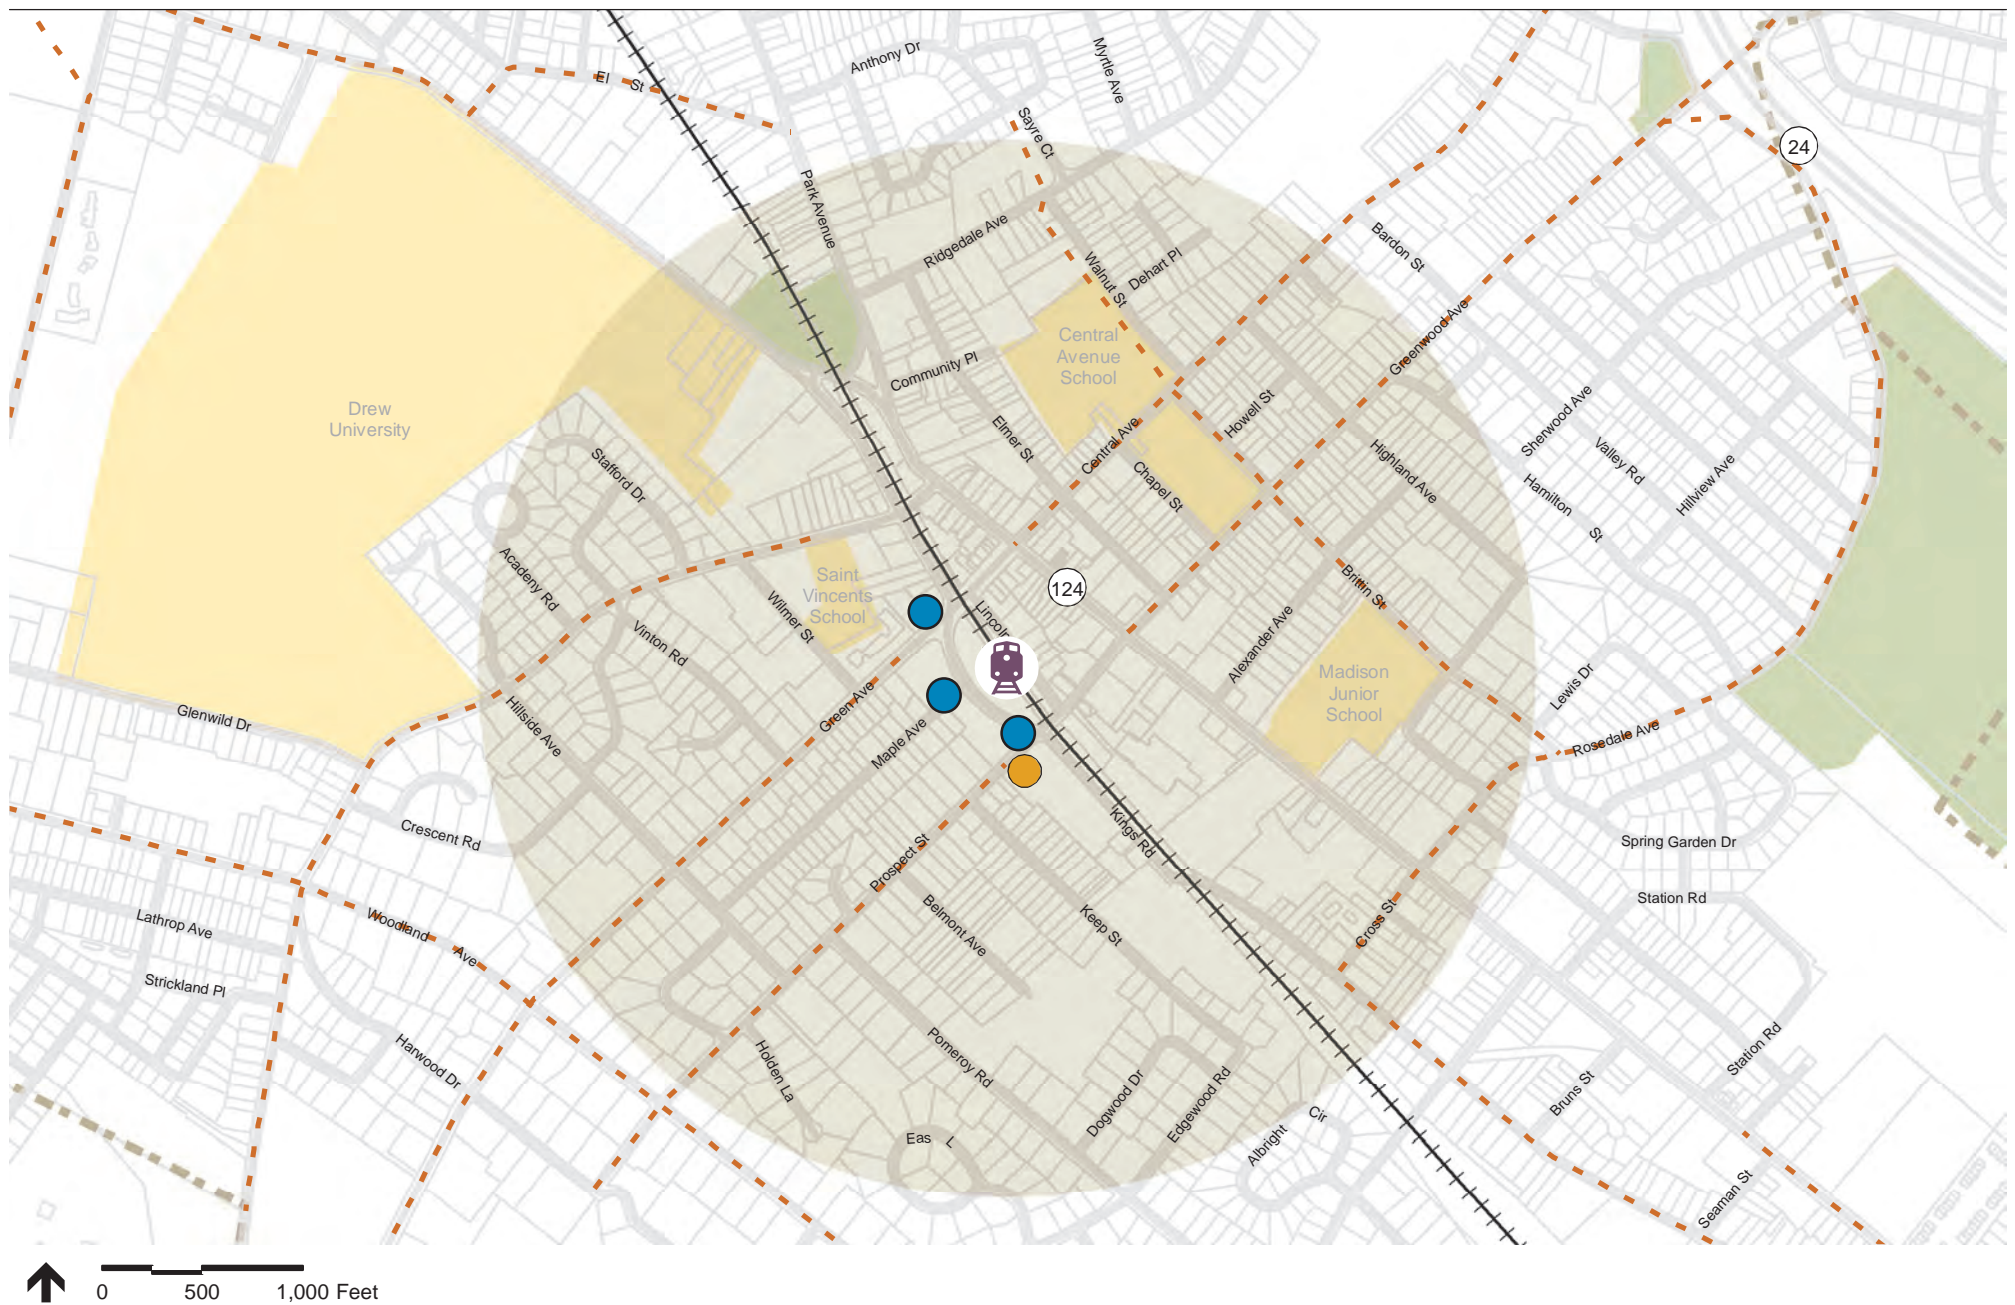 Anthony Dr
Myrtle Ave
El St
Sayre Ct
24
Park Avenue
Ridgedale Ave
Bardon St
Walnut St
Dehart Pl
Greenwood Ave
Central
Avenue
School
Community Pl
Drew
University
Howell St
Sherwood Ave
Elmer St
Central Ave
Valley Rd
Stafford Dr
Chapel St
Highland Ave
Hillview Ave
Hamilton St
Acadeny Rd
Saint
Vincents
School
124
Brittin St
Wilmer St
Lincoln
Vinton Rd
Alexander Ave
Madison
Junior
School
Lewis Dr
Glenwild Dr
Hillside Ave
Green Ave
Maple Ave
Rosedale Ave
Crescent Rd
Kings Rd
Spring Garden Dr
Prospect St
Station Rd
Lathrop Ave
Woodland Ave
Belmont Ave
Keep St
Cross St
Strickland Pl
Harwood Dr
Holden La
Pomeroy Rd
Station Rd
Dogwood Dr
Edgewood Rd
Bruns St
Albright Cir
Eas L
Seaman St
0 500 1,000 Feet